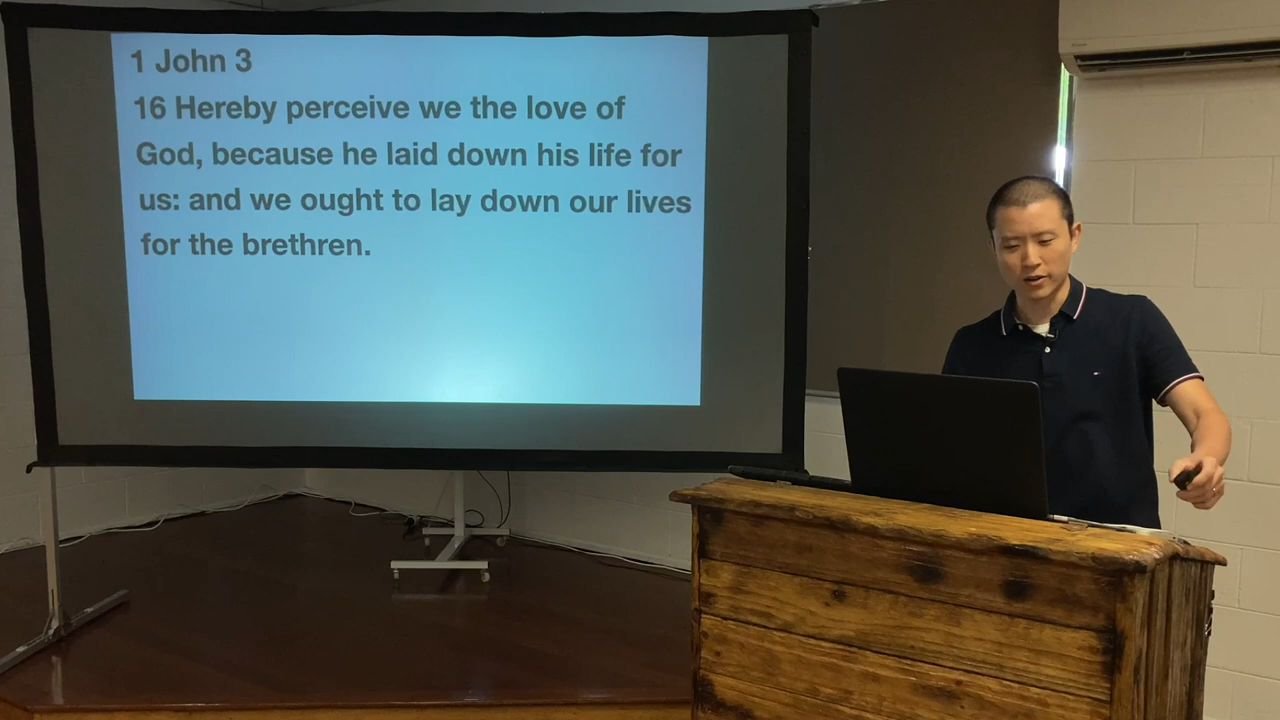 1 John 3
16 Hereby perceive we the love of
God, because he laid down his life for
us: and we ought to lay down our lives
for the brethren.